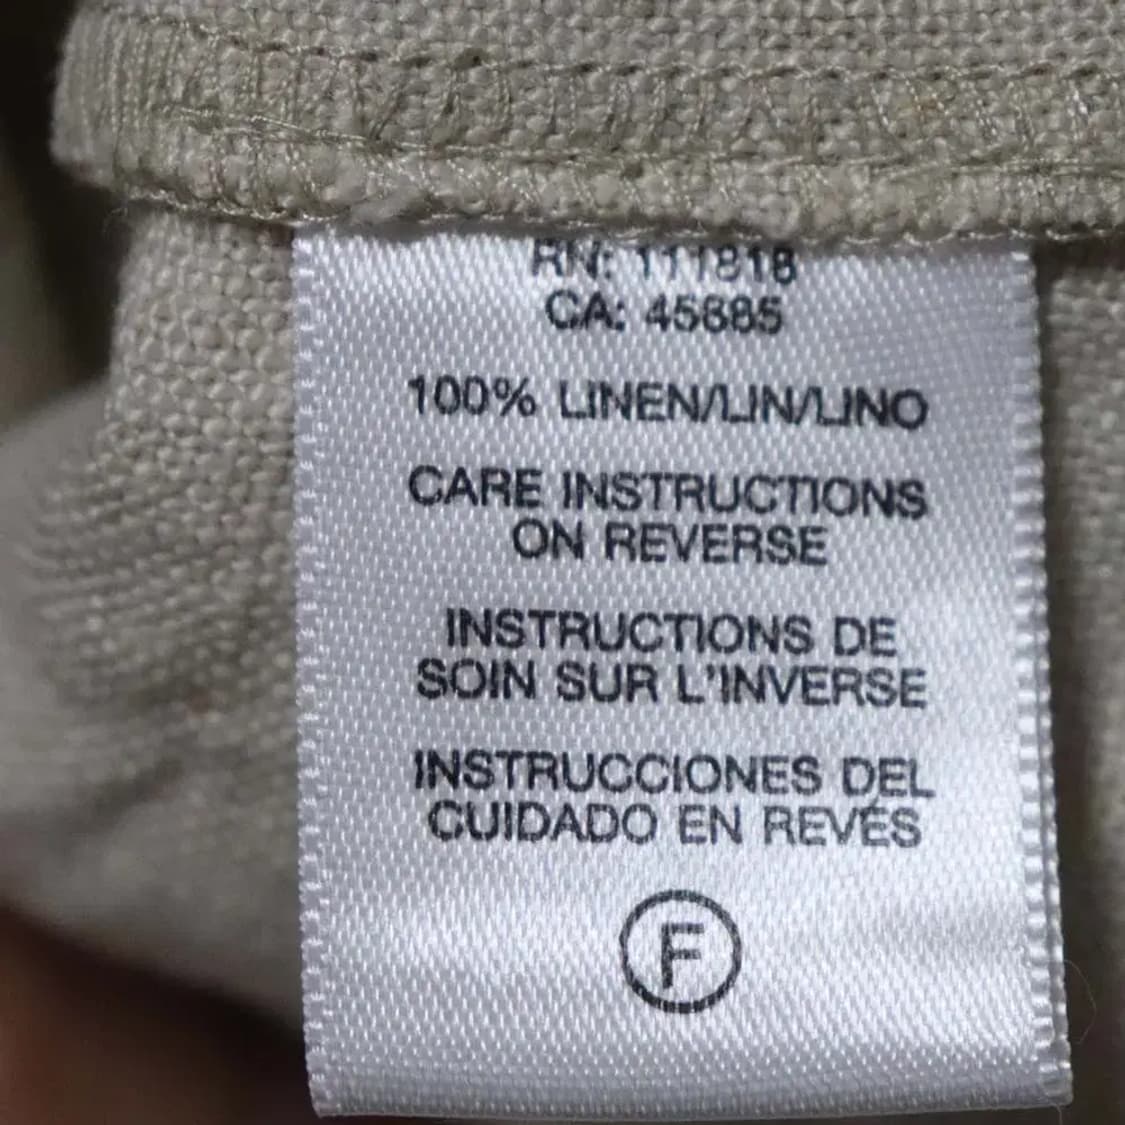 RN: 111818
CA: 45885
100% LINEN/LIN/LINO
CARE INSTRUCTIONS
ON REVERSE
INSTRUCTIONS DE
SOIN SUR L'INVERSE
INSTRUCCIONES DEL
CUIDADO EN REVÉS
F